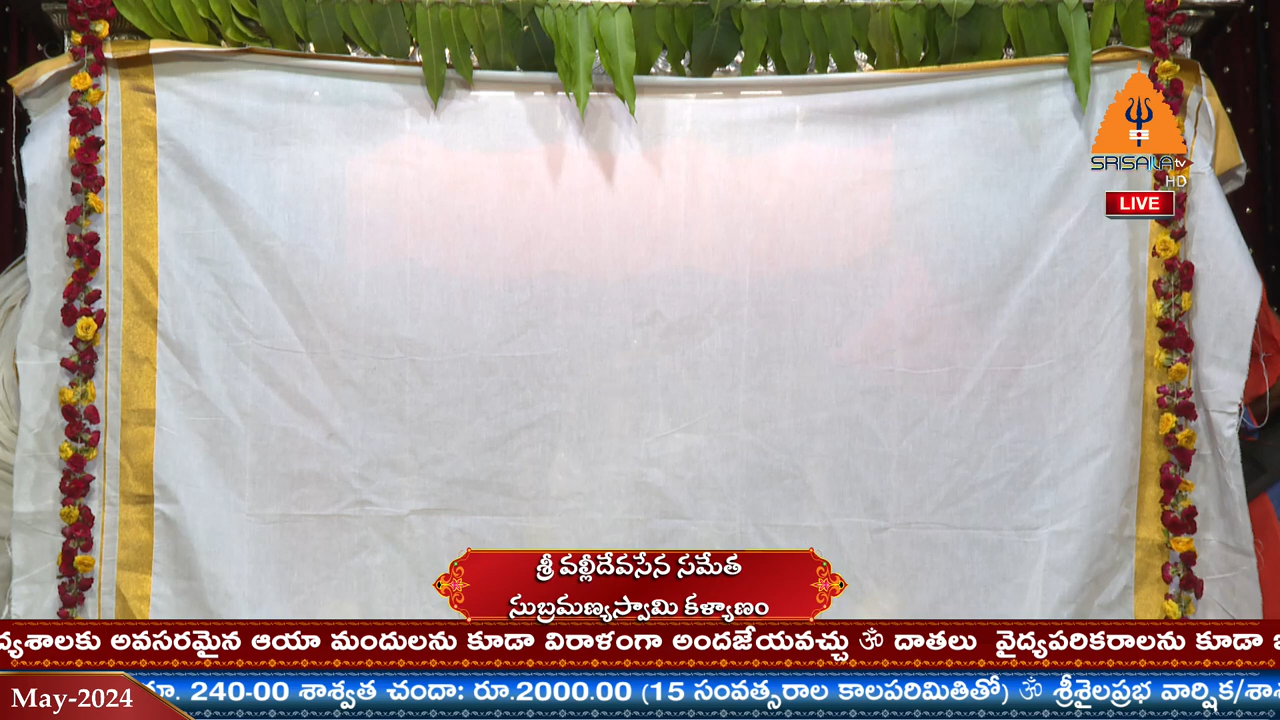 SRISAILA tv
HD
LIVE
శ్రీ వల్లీదేవసేన సమేత
సుబ్రమణ్యస్వామి కళ్యాణం
ద్యశాలకు అవసరమైన ఆయా మందులను కూడా విరాళంగా అందజేయవచ్చు ॐ దాతలు వైద్యపరికరాలను కూడా
May-2024
రూ. 240-00 శాశ్వత చందా: రూ.2000.00 (15 సంవత్సరాల కాలపరిమితితో) ॐ శ్రీశైలప్రభ వార్షిక/శా